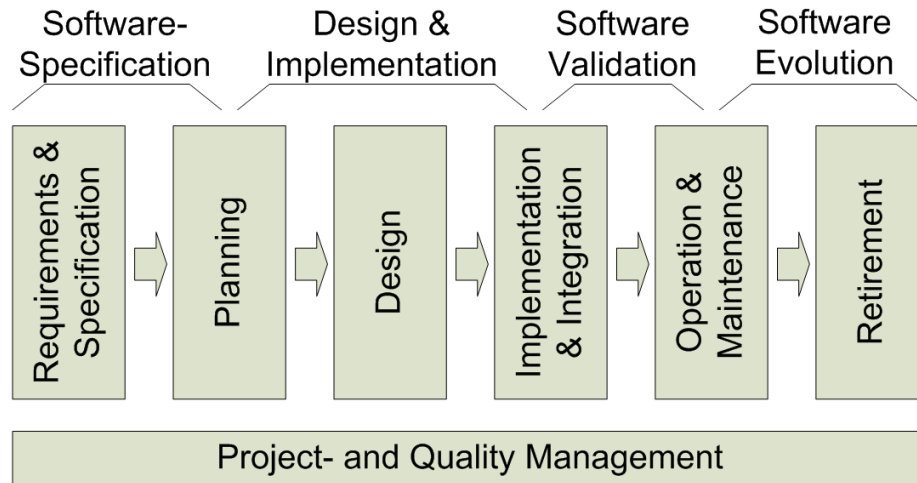 Software-
Specification
Design &
Implementation
Software
Validation
Software
Evolution
Requirements &
Specification
Planning
Design
Implementation
& Integration
Operation &
Maintenance
Retirement
Project- and Quality Management